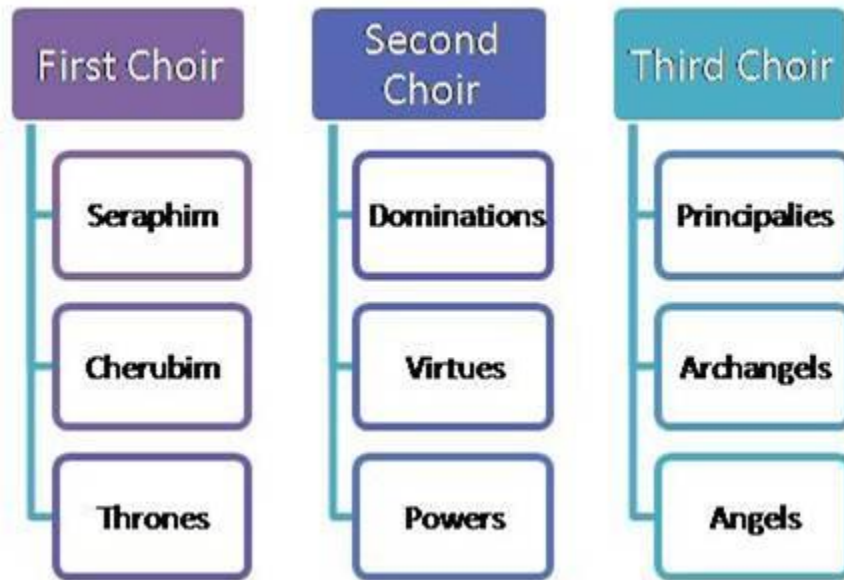 First Choir
Seraphim
Cherubim
Thrones
Second
Choir
Dominations
Virtues
Powers
Third Choir
Principalies
Archangels
Angels